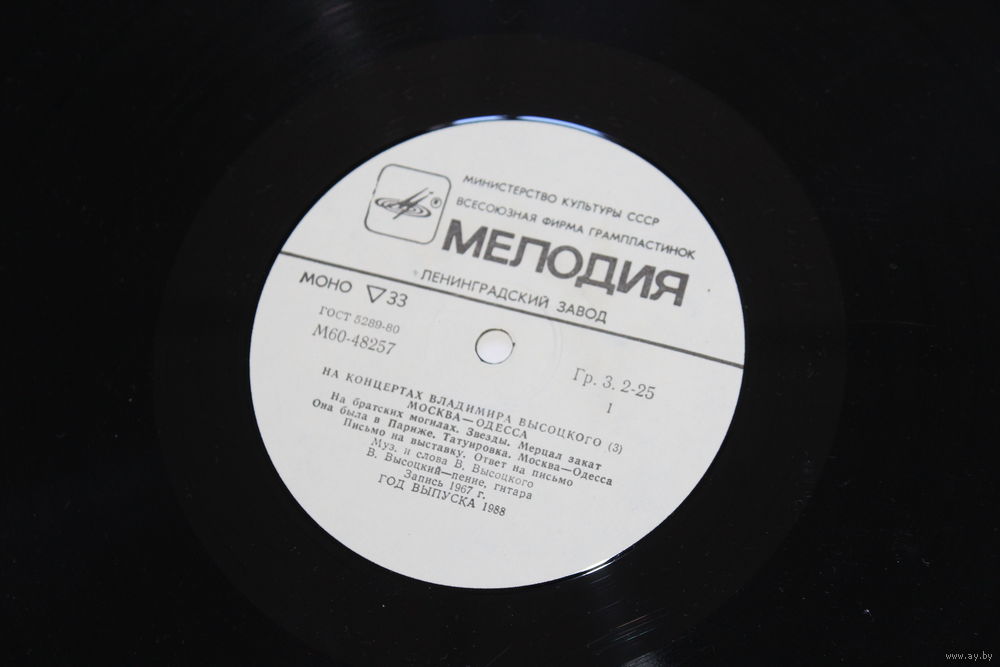 МИНИСТЕРСТВО КУЛЬТУРЫ СССР
ВСЕСОЮЗНАЯ ФИРМА ГРАМПЛАСТИНОК
®
МЕЛОДИЯ
ЛЕНИНГРАДСКИЙ ЗАВОД
МОНО ▽33
ГОСТ 5289-80
М60-48257
Гр. 3. 2-25
1
НА КОНЦЕРТАХ ВЛАДИМИРА ВЫСОЦКОГО (3)
МОСКВА—ОДЕССА
На братских могилах. Звезды. Мерцал закат
Она была в Париже. Татуировка. Москва—Одесса
Письмо на выставку. Ответ на письмо
Муз. и слова В. Высоцкого
В. Высоцкий—пение, гитара
Запись 1967 г.
ГОД ВЫПУСКА 1988
www.ay.by